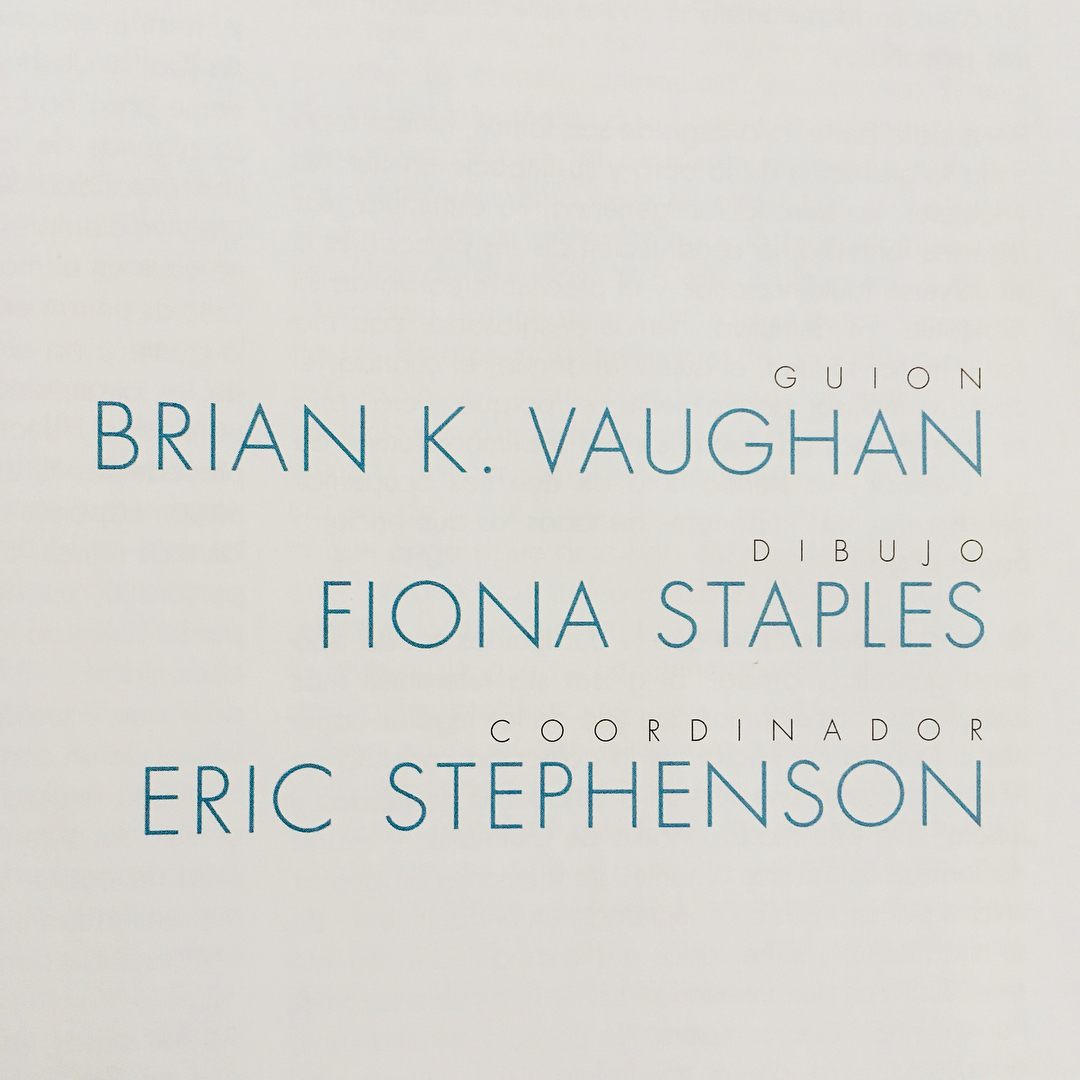 GUION
BRIAN K. VAUGHAN
DIBUJO
FIONA STAPLES
COORDINADOR
ERIC STEPHENSON